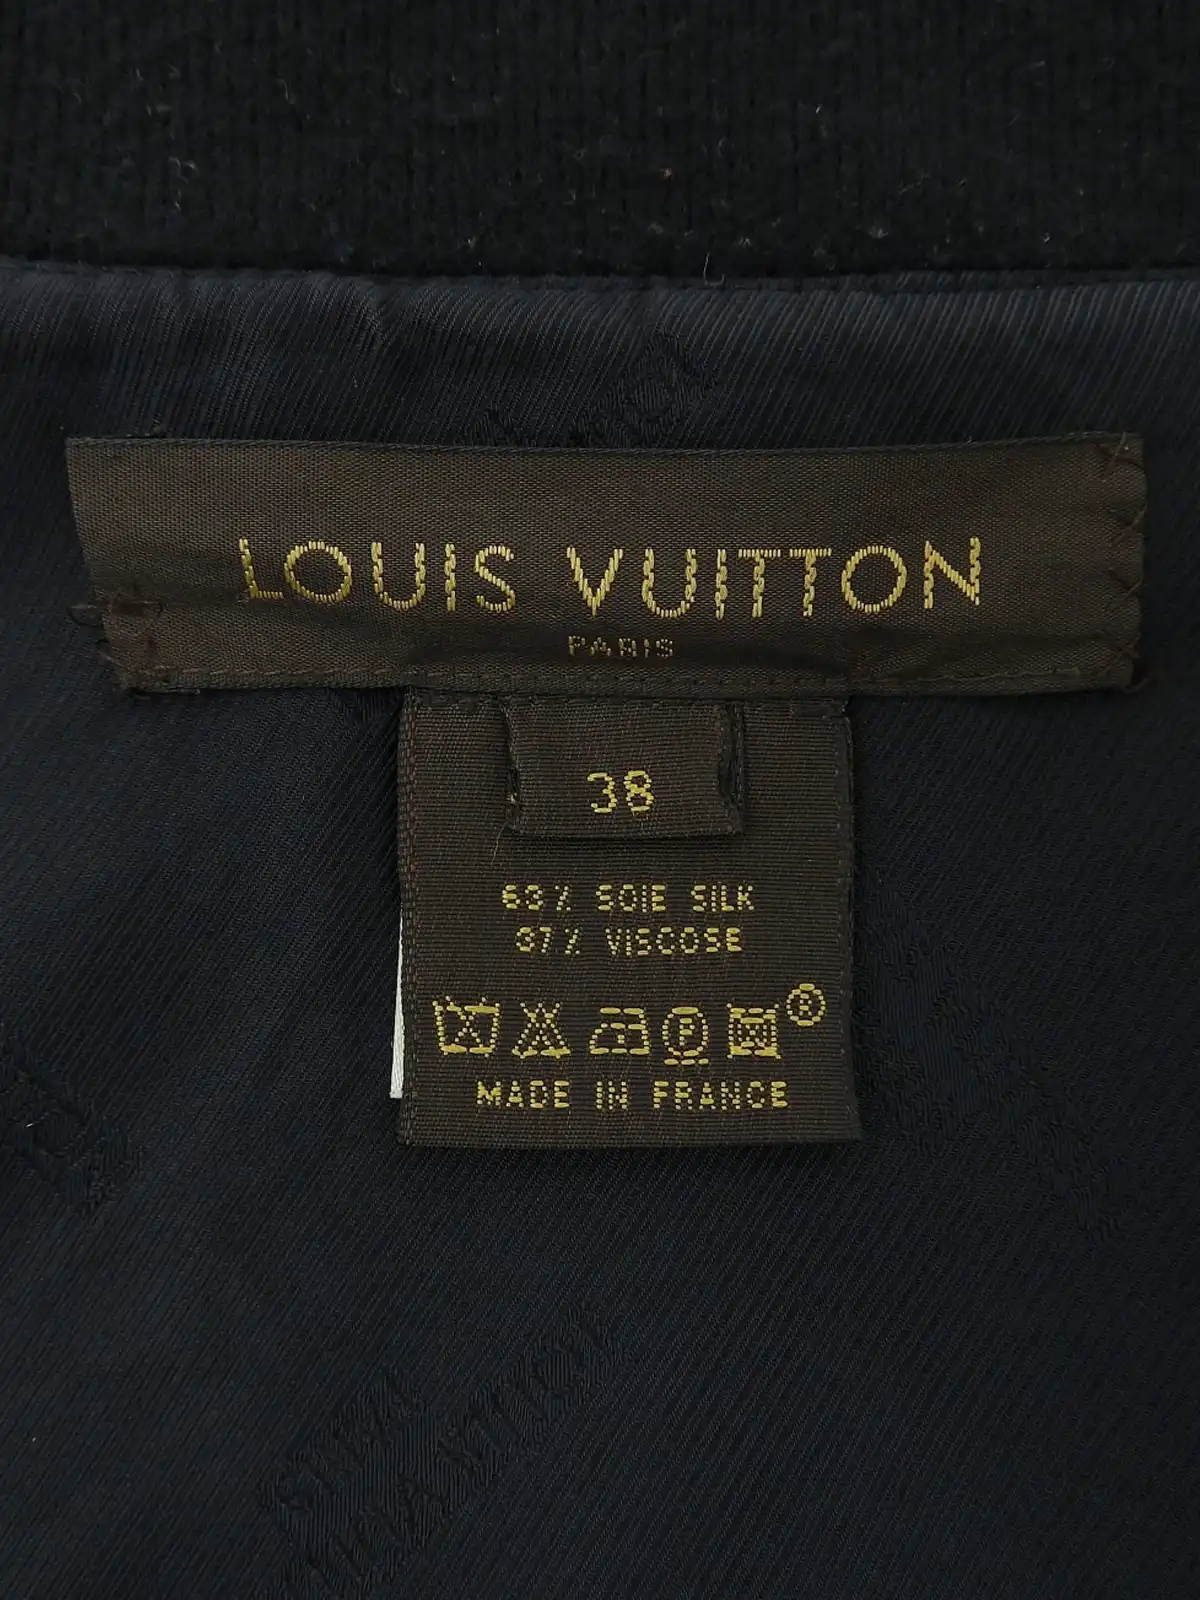 LOUIS VUITTON
PARIS
38
63% SOIE SILK
37% VISCOSE
P
®
MADE IN FRANCE